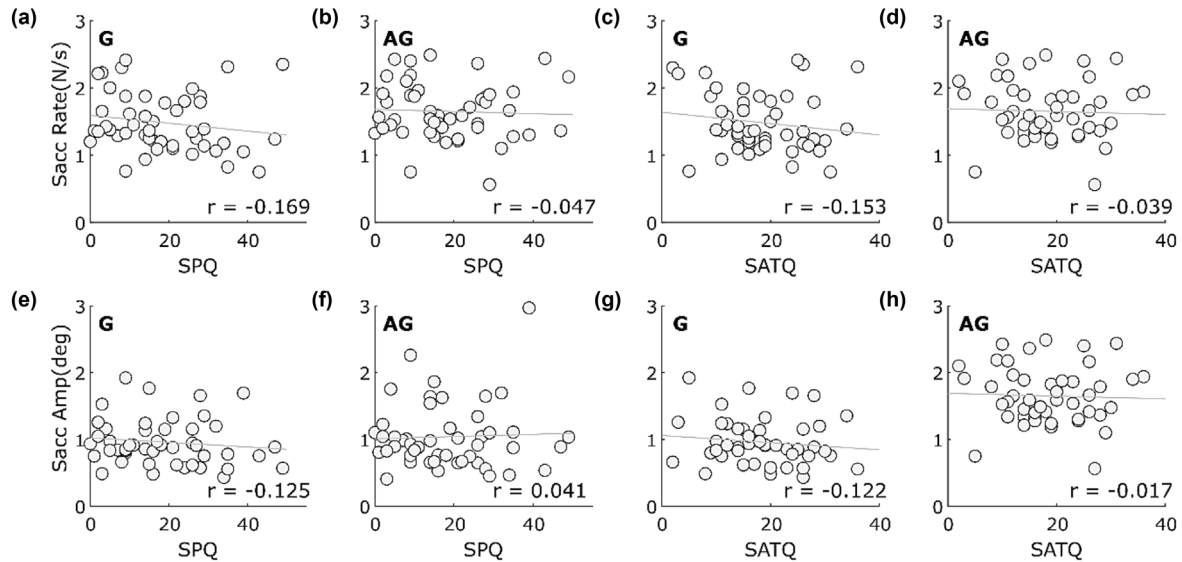 (a) (b) (c) (d)
G AG G AG
Sacc Rate(N/s)
3 3 3 3
2 2 2 2
1 1 1 1
0 0 0 0
r = -0.169 r = -0.047 r = -0.153 r = -0.039
0 20 40 0 20 40 0 20 40 0 20 40
SPQ SPQ SATQ SATQ
(e) (f) (g) (h)
G AG G AG
Sacc Amp(deg)
3 3 3 3
2 2 2 2
1 1 1 1
0 0 0 0
r = -0.125 r = 0.041 r = -0.122 r = -0.017
0 20 40 0 20 40 0 20 40 0 20 40
SPQ SPQ SATQ SATQ